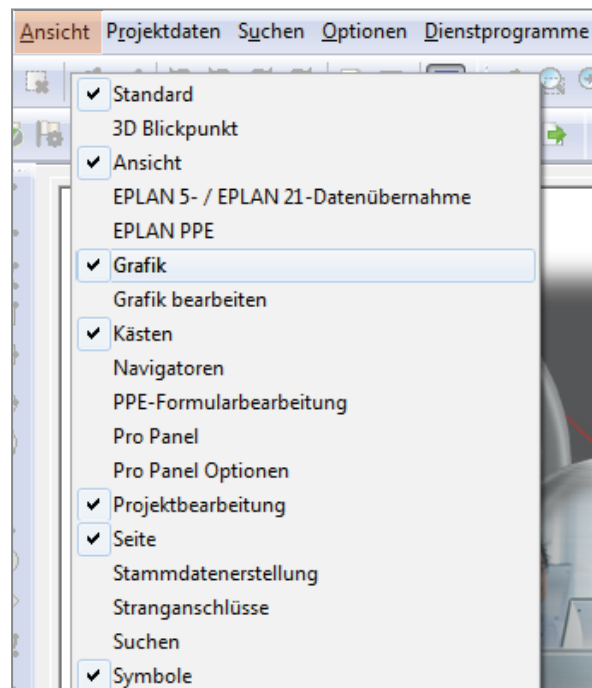 Ansicht Projektdaten Suchen Optionen Dienstprogramme
Standard
3D Blickpunkt
Ansicht
EPLAN 5- / EPLAN 21-Datenübernahme
EPLAN PPE
Grafik
Grafik bearbeiten
Kästen
Navigatoren
PPE-Formularbearbeitung
Pro Panel
Pro Panel Optionen
Projektbearbeitung
Seite
Stammdatenerstellung
Stranganschlüsse
Suchen
Symbole